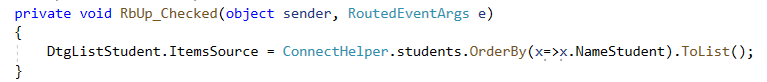 private void RbUp_Checked(object sender, RoutedEventArgs e)
{
DtgListStudent.ItemsSource = ConnectHelper.students.OrderBy(x=>x.NameStudent).ToList();
}